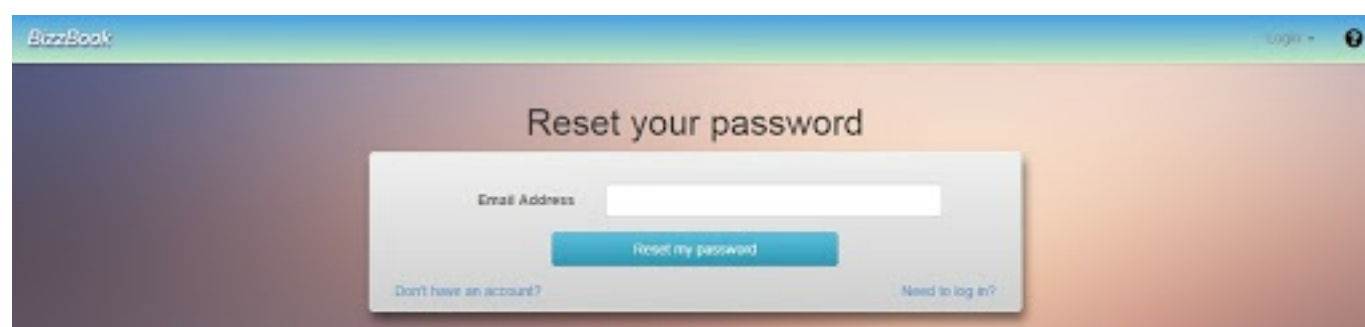 BizzBook
Login
Reset your password
Email Address
Reset my password
Don't have an account?
Need to log in?